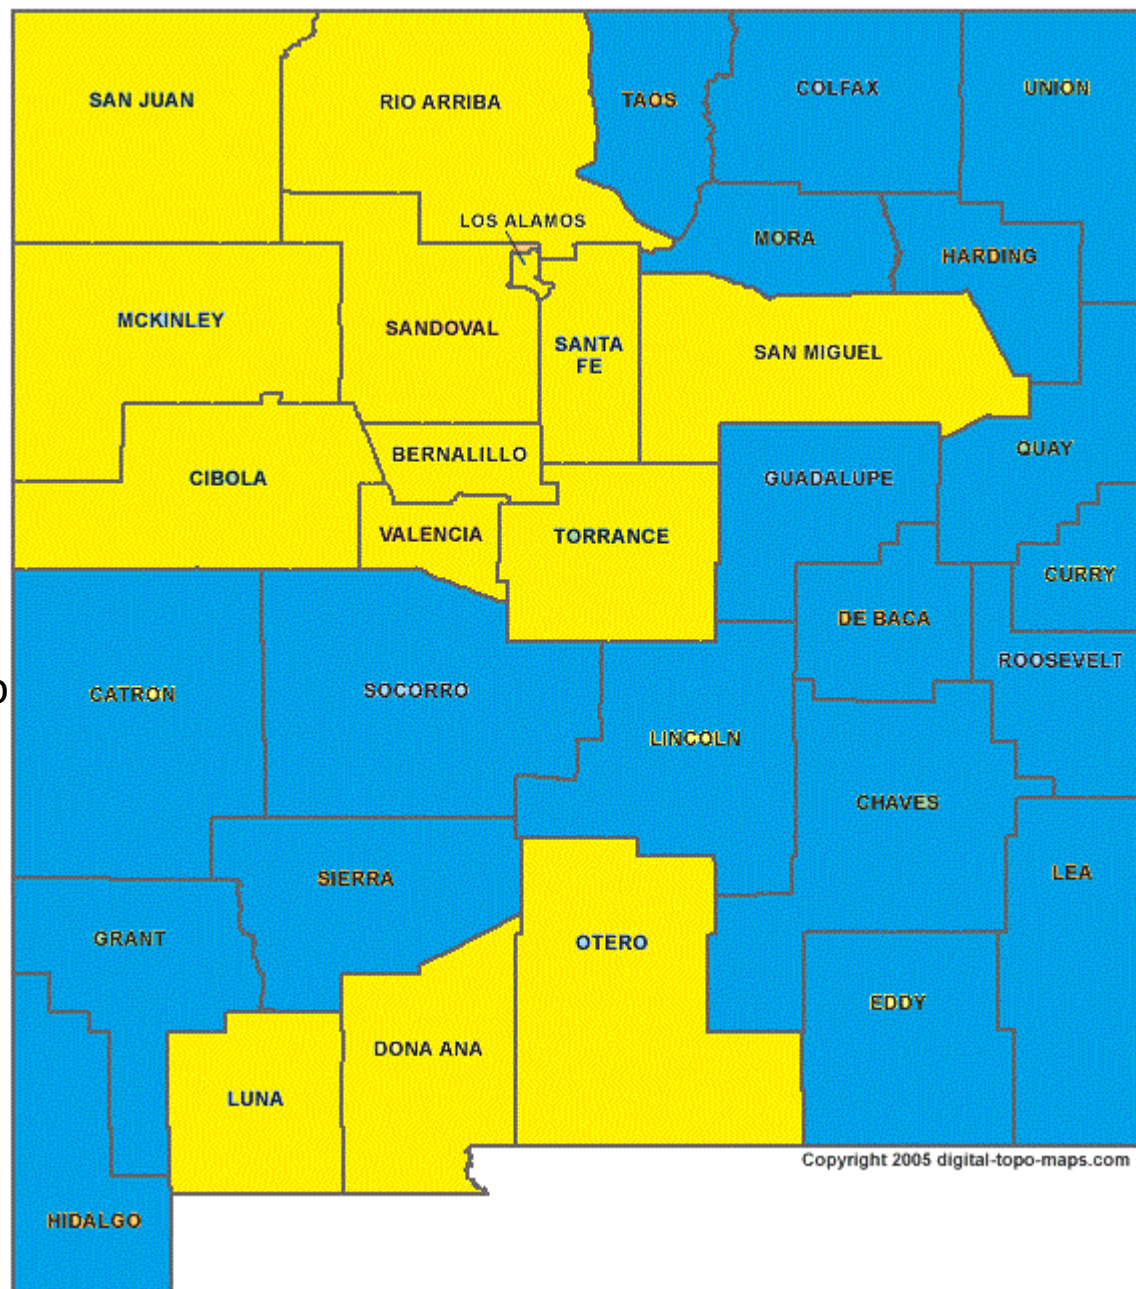 SAN JUAN
RIO ARRIBA
TAOS
COLFAX
UNION
LOS ALAMOS
MORA
HARDING
MCKINLEY
SANDOVAL
SANTA
FE
SAN MIGUEL
QUAY
CIBOLA
BERNALILLO
GUADALUPE
VALENCIA
TORRANCE
CURRY
DE BACA
ROOSEVELT
o
CATRON
SOCORRO
LINCOLN
CHAVES
LEA
SIERRA
GRANT
OTERO
EDDY
DONA ANA
LUNA
Copyright 2005 digital-topo-maps.com
HIDALGO